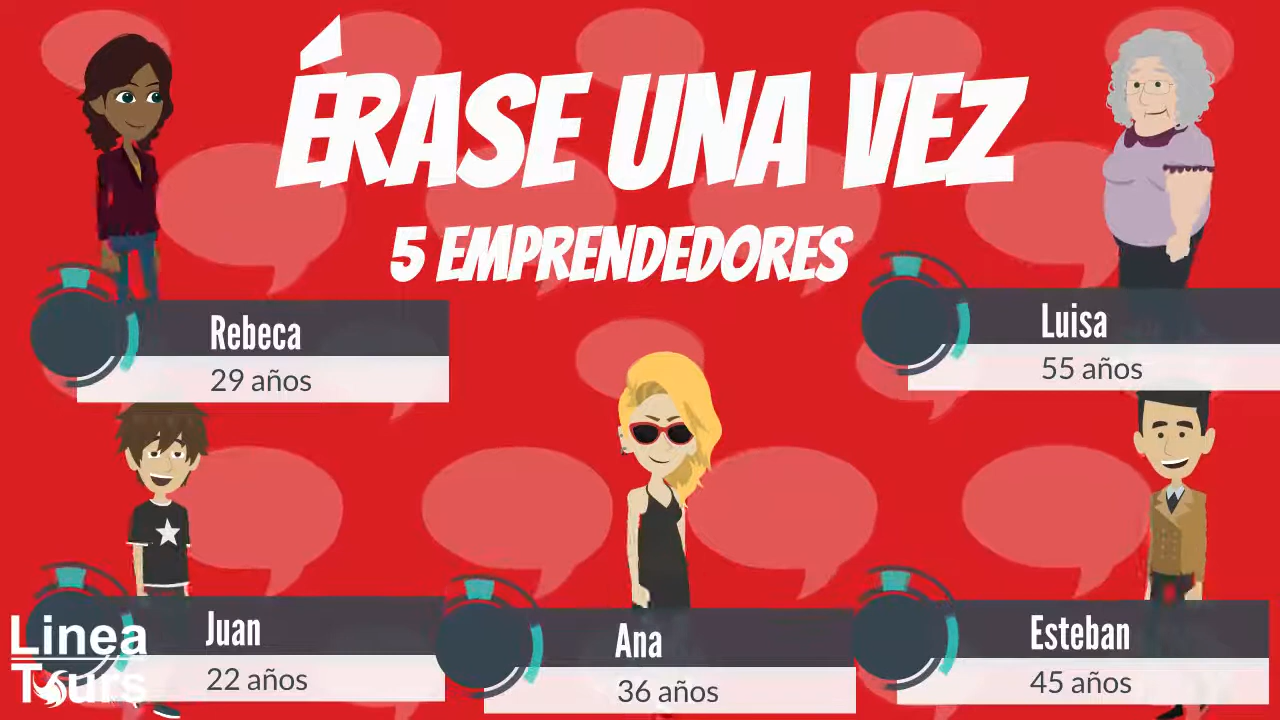 ÉRASE UNA VEZ
5 EMPRENDEDORES
Rebeca
29 años
Luisa
55 años
Juan
22 años
Ana
36 años
Esteban
45 años
Linea
Tours